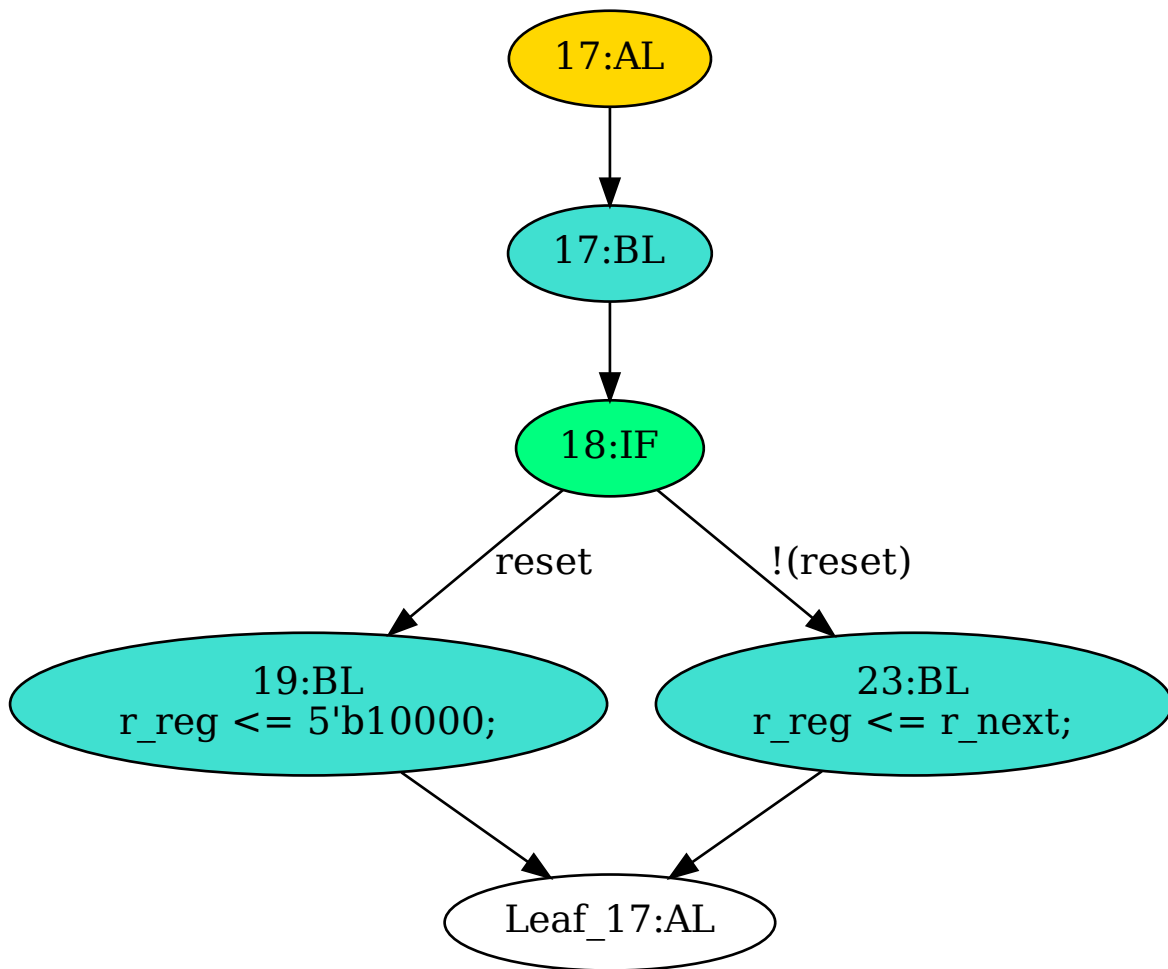 17:AL
17:BL
18:IF
reset
!(reset)
19:BL
r_reg <= 5'b10000;
23:BL
r_reg <= r_next;
Leaf_17:AL